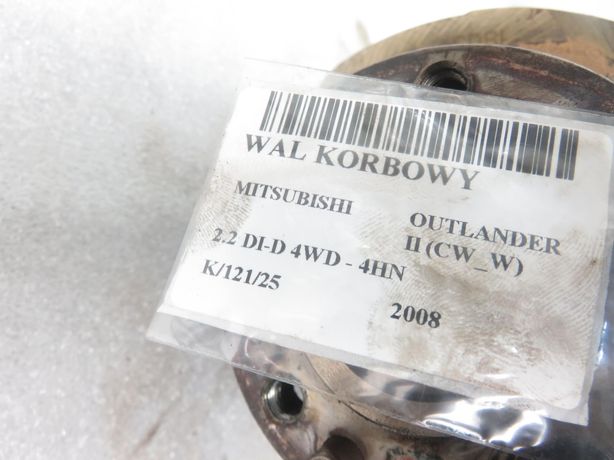 WAL KORBOWY
MITSUBISHI
OUTLANDER
II (CW_W)
2.2 DI-D 4WD - 4HN
K/121/25
2008